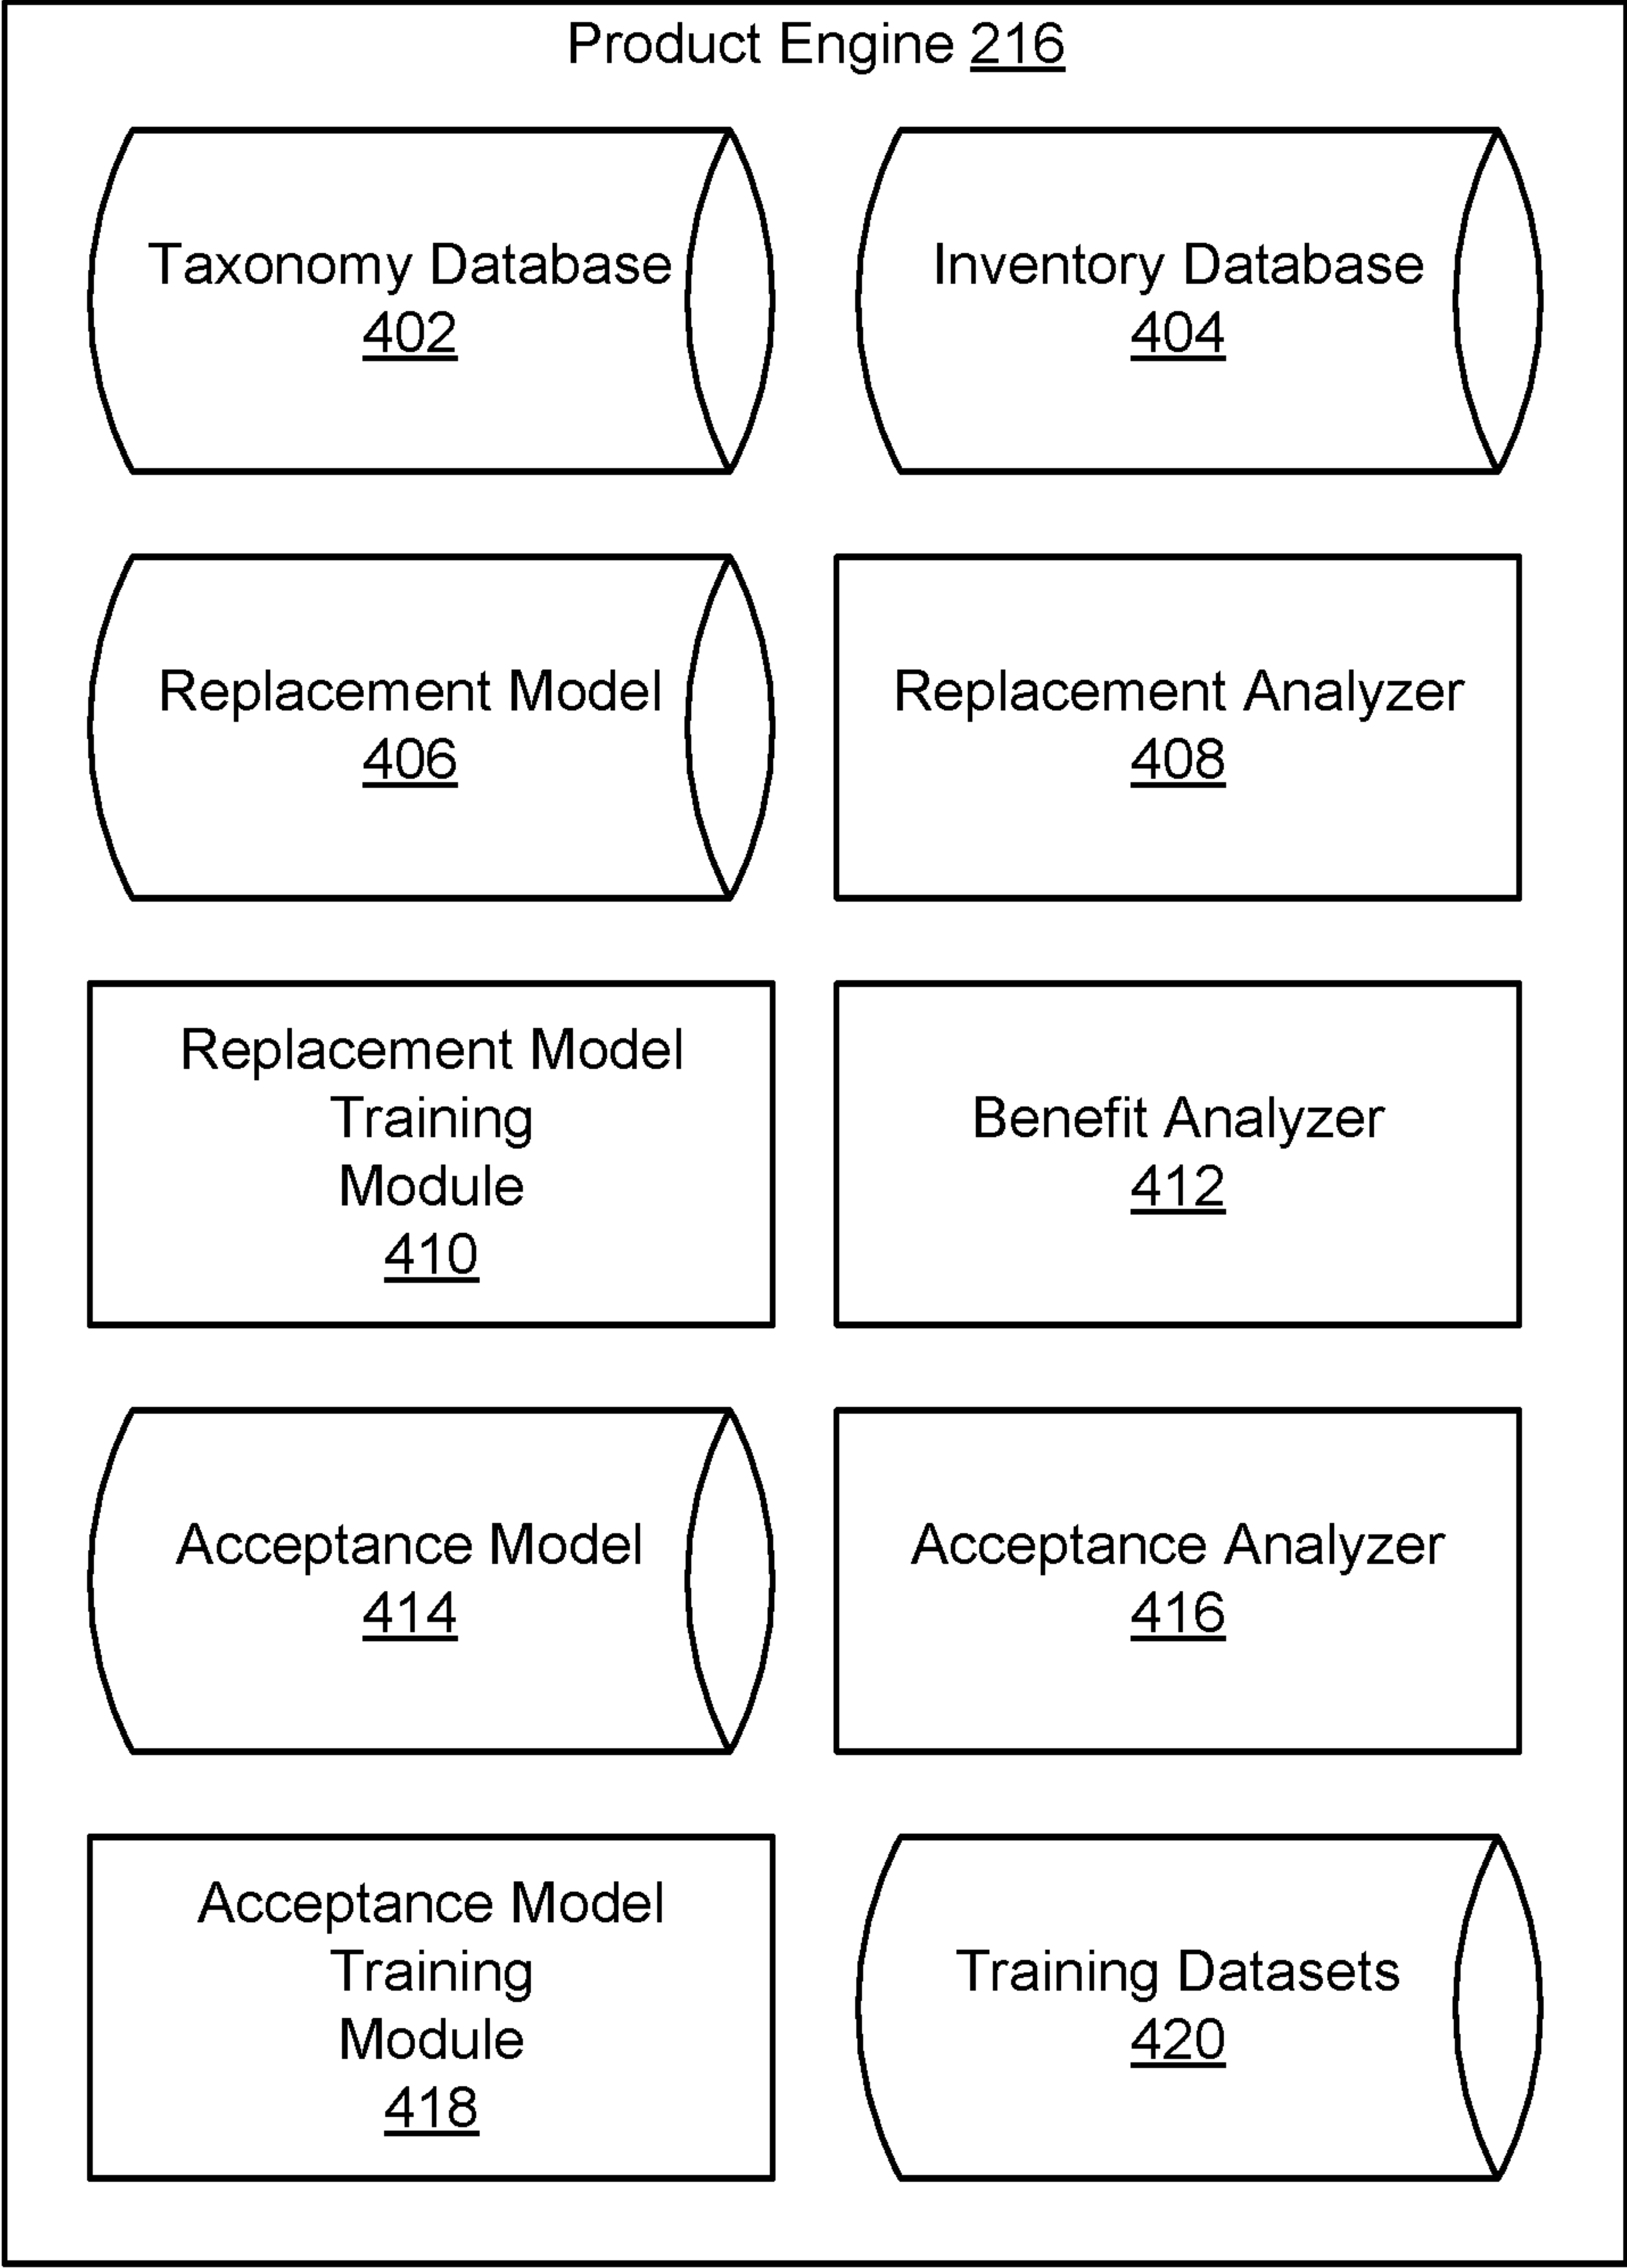 Product Engine 216
Taxonomy Database
402
Inventory Database
404
Replacement Model
406
Replacement Analyzer
408
Replacement Model
Training
Module
410
Benefit Analyzer
412
Acceptance Model
414
Acceptance Analyzer
416
Acceptance Model
Training
Module
418
Training Datasets
420